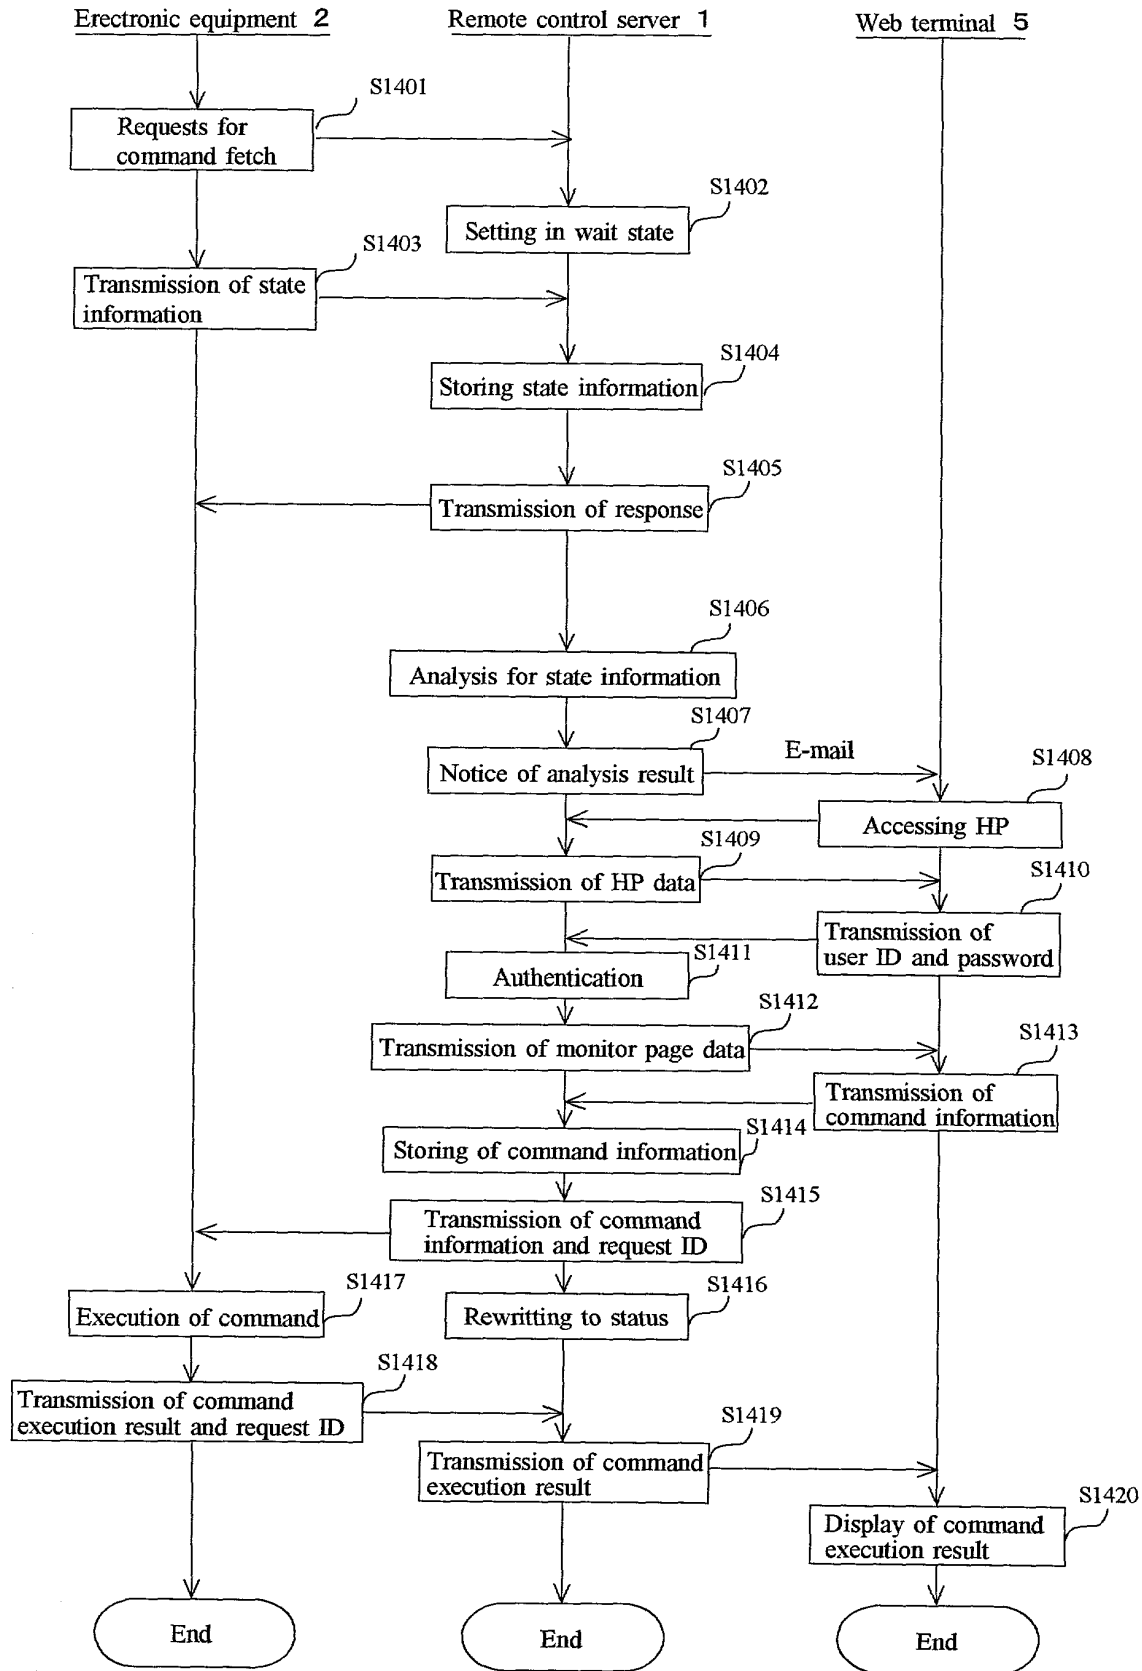 Erectronic equipment 2
Remote control server 1
Web terminal 5
S1401
Requests for
command fetch
S1402
Setting in wait state
S1403
Transmission of state
information
S1404
Storing state information
S1405
Transmission of response
S1406
Analysis for state information
S1407
Notice of analysis result
E-mail
S1408
Accessing HP
S1409
Transmission of HP data
S1410
Transmission of
user ID and password
S1411
Authentication
S1412
Transmission of monitor page data
S1413
Transmission of
command information
S1414
Storing of command information
S1415
Transmission of command
information and request ID
S1416
Rewritting to status
S1417
Execution of command
S1418
Transmission of command
execution result and request ID
S1419
Transmission of command
execution result
S1420
Display of command
execution result
End
End
End